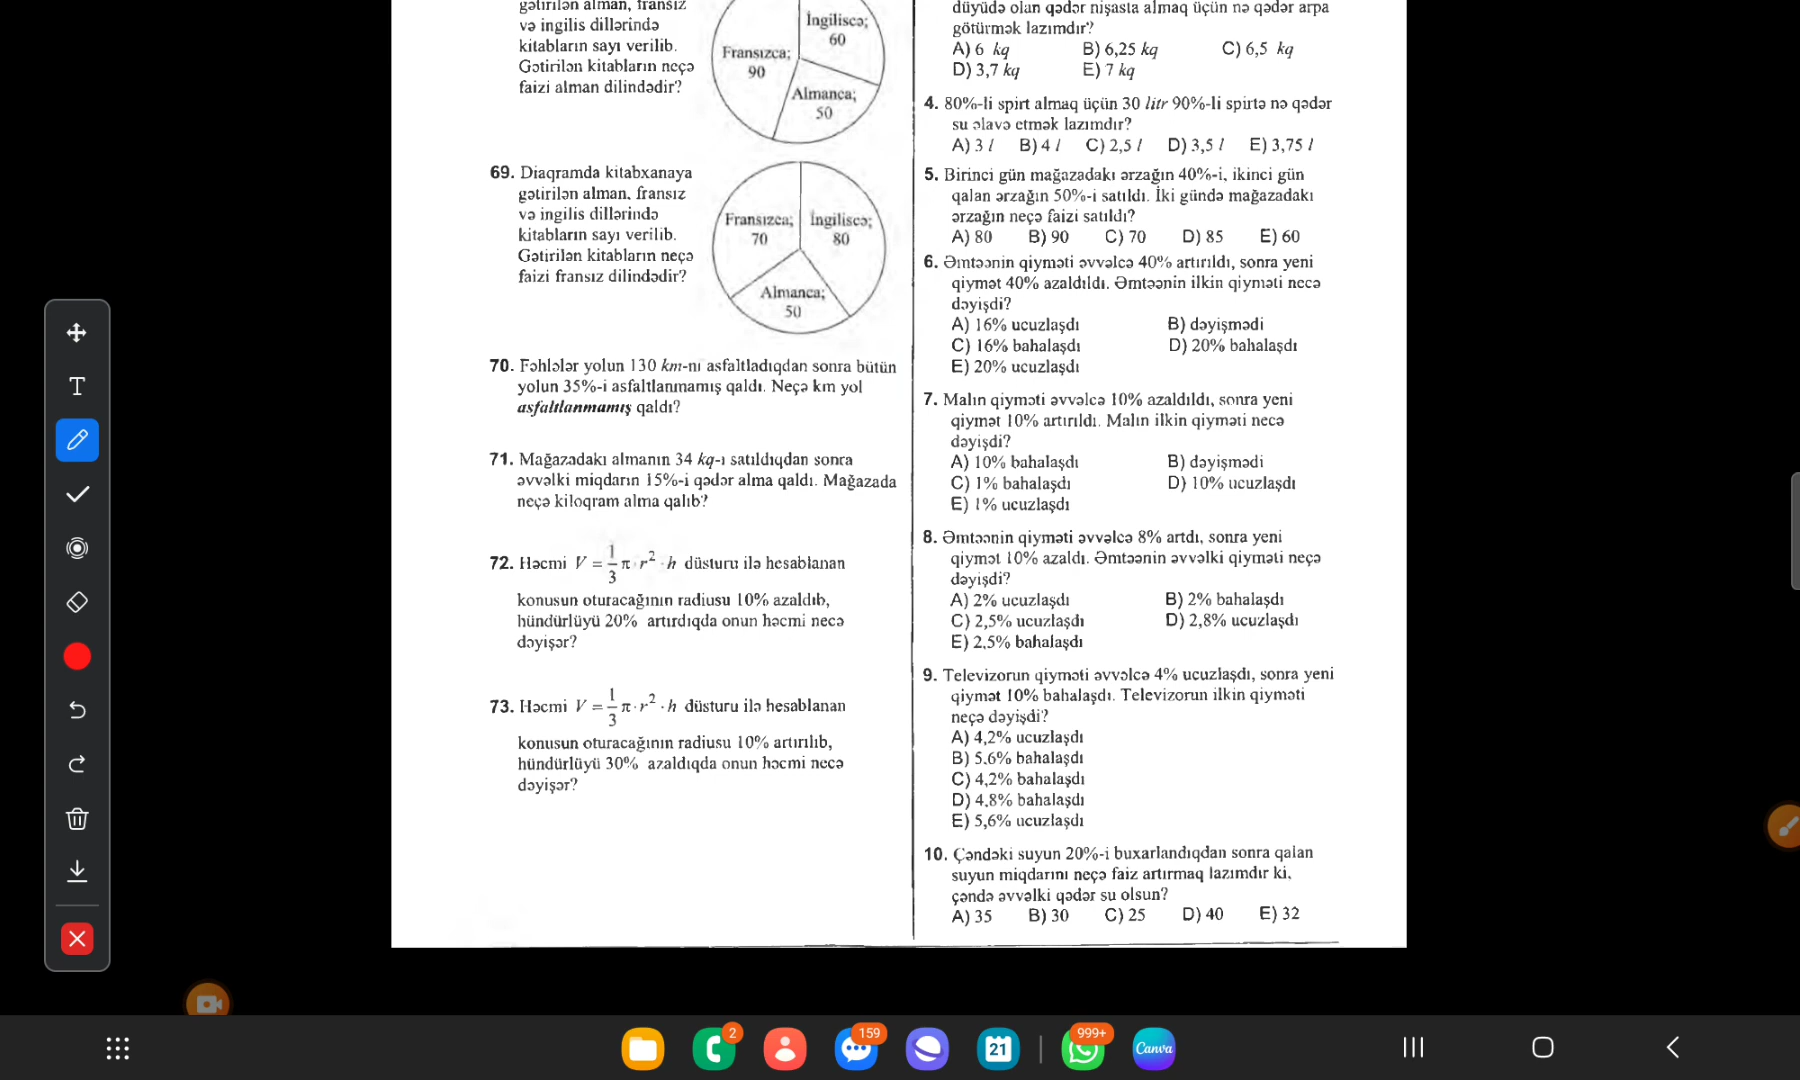 gətirilən alman, fransız
və ingilis dillərində
kitabların sayı verilib.
Gətirilən kitabların neçə
faizi alman dilindədir?
İngiliscə;
60
Fransızca;
90
Almanca;
50
69. Diaqramda kitabxanaya
gətirilən alman, fransız
və ingilis dillərində
kitabların sayı verilib.
Gətirilən kitabların neçə
faizi fransız dilindədir?
Fransızca;
70
İngiliscə;
80
Almanca;
50
70. Fəhlələr yolun 130 km-ni asfaltladıqdan sonra bütün
yolun 35%-i asfaltlanmamış qaldı. Neçə km yol
asfaltlanmamış qaldı?
71. Mağazadakı almanın 34 kq-ı satıldıqdan sonra
əvvəlki miqdarın 15%-i qədər alma qaldı. Mağazada
neçə kiloqram alma qalıb?
72. Həcmi V = 1/3 π · r² · h düsturu ilə hesablanan
konusun oturacağının radiusu 10% azaldıb,
hündürlüyü 20% artırdıqda onun həcmi necə
dəyişər?
73. Həcmi V = 1/3 π · r² · h düsturu ilə hesablanan
konusun oturacağının radiusu 10% artırılıb,
hündürlüyü 30% azaldıqda onun həcmi necə
dəyişər?
düyüdə olan qədər nişasta almaq üçün nə qədər arpa
götürmək lazımdır?
A) 6 kq B) 6,25 kq C) 6,5 kq
D) 3,7 kq E) 7 kq
4. 80%-li spirt almaq üçün 30 litr 90%-li spirtə nə qədər
su əlavə etmək lazımdır?
A) 3 l B) 4 l C) 2,5 l D) 3,5 l E) 3,75 l
5. Birinci gün mağazadakı ərzağın 40%-i, ikinci gün
qalan ərzağın 50%-i satıldı. İki gündə mağazadakı
ərzağın neçə faizi satıldı?
A) 80 B) 90 C) 70 D) 85 E) 60
6. Əmtəənin qiyməti əvvəlcə 40% artırıldı, sonra yeni
qiymət 40% azaldıldı. Əmtəənin ilkin qiyməti necə
dəyişdi?
A) 16% ucuzlaşdı B) dəyişmədi
C) 16% bahalaşdı D) 20% bahalaşdı
E) 20% ucuzlaşdı
7. Malın qiyməti əvvəlcə 10% azaldıldı, sonra yeni
qiymət 10% artırıldı. Malın ilkin qiyməti necə
dəyişdi?
A) 10% bahalaşdı B) dəyişmədi
C) 1% bahalaşdı D) 10% ucuzlaşdı
E) 1% ucuzlaşdı
8. Əmtəənin qiyməti əvvəlcə 8% artdı, sonra yeni
qiymət 10% azaldı. Əmtəənin əvvəlki qiyməti neçə
dəyişdi?
A) 2% ucuzlaşdı B) 2% bahalaşdı
C) 2,5% ucuzlaşdı D) 2,8% ucuzlaşdı
E) 2,5% bahalaşdı
9. Televizorun qiyməti əvvəlcə 4% ucuzlaşdı, sonra yeni
qiymət 10% bahalaşdı. Televizorun ilkin qiyməti
neçə dəyişdi?
A) 4,2% ucuzlaşdı
B) 5,6% bahalaşdı
C) 4,2% bahalaşdı
D) 4,8% bahalaşdı
E) 5,6% ucuzlaşdı
10. Çəndəki suyun 20%-i buxarlandıqdan sonra qalan
suyun miqdarını neçə faiz artırmaq lazımdır ki,
çəndə əvvəlki qədər su olsun?
A) 35 B) 30 C) 25 D) 40 E) 32
T
2
159
21
999+
Canva